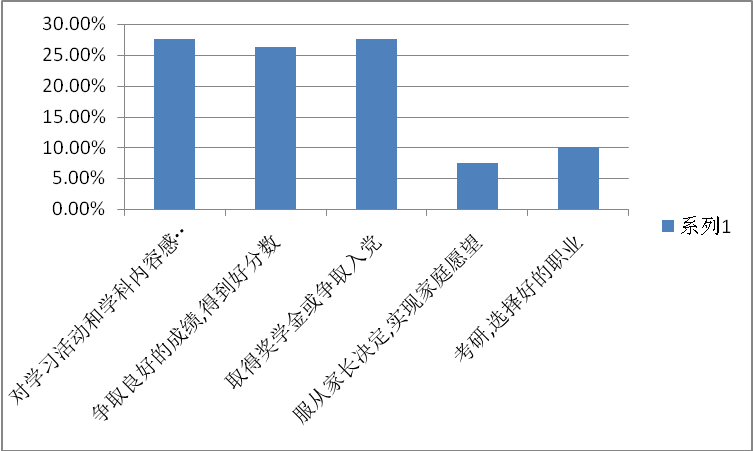 30.00%
25.00%
20.00%
15.00%
10.00%
5.00%
0.00%
对学习活动和学科内容感…
争取良好的成绩,得到好分数
取得奖学金或争取入党
服从家长决定,实现家庭愿望
考研,选择好的职业
系列1